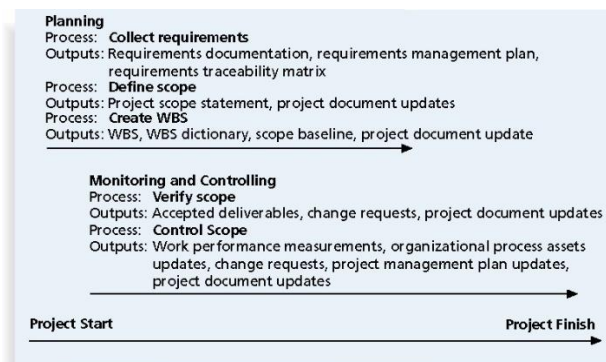 Planning
Process: Collect requirements
Outputs: Requirements documentation, requirements management plan,
requirements traceability matrix
Process: Define scope
Outputs: Project scope statement, project document updates
Process: Create WBS
Outputs: WBS, WBS dictionary, scope baseline, project document update
Monitoring and Controlling
Process: Verify scope
Outputs: Accepted deliverables, change requests, project document updates
Process: Control Scope
Outputs: Work performance measurements, organizational process assets
updates, change requests, project management plan updates,
project document updates
Project Start Project Finish